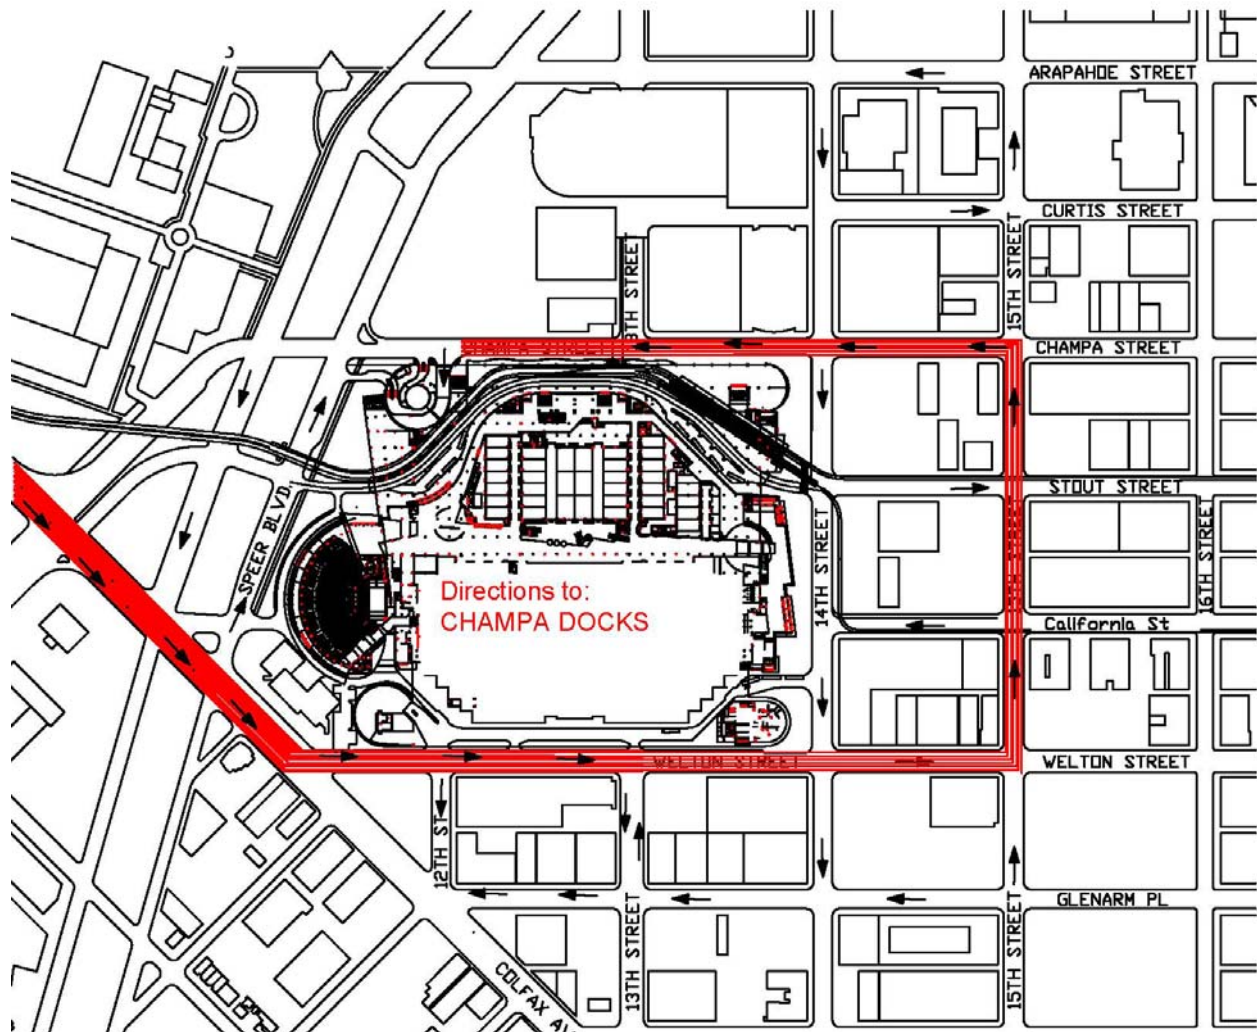 ARAPAHOE STREET
CURTIS STREET
15TH STREET
CHAMPA STREET
CHAMPA STREET
STOUT STREET
SPEER BLVD.
14TH STREET
16TH STREET
Directions to:
CHAMPA DOCKS
California St
WELTON STREET
WELTON STREET
12TH ST
GLENARM PL
13TH STREET
15TH STREET
COLFAX AV